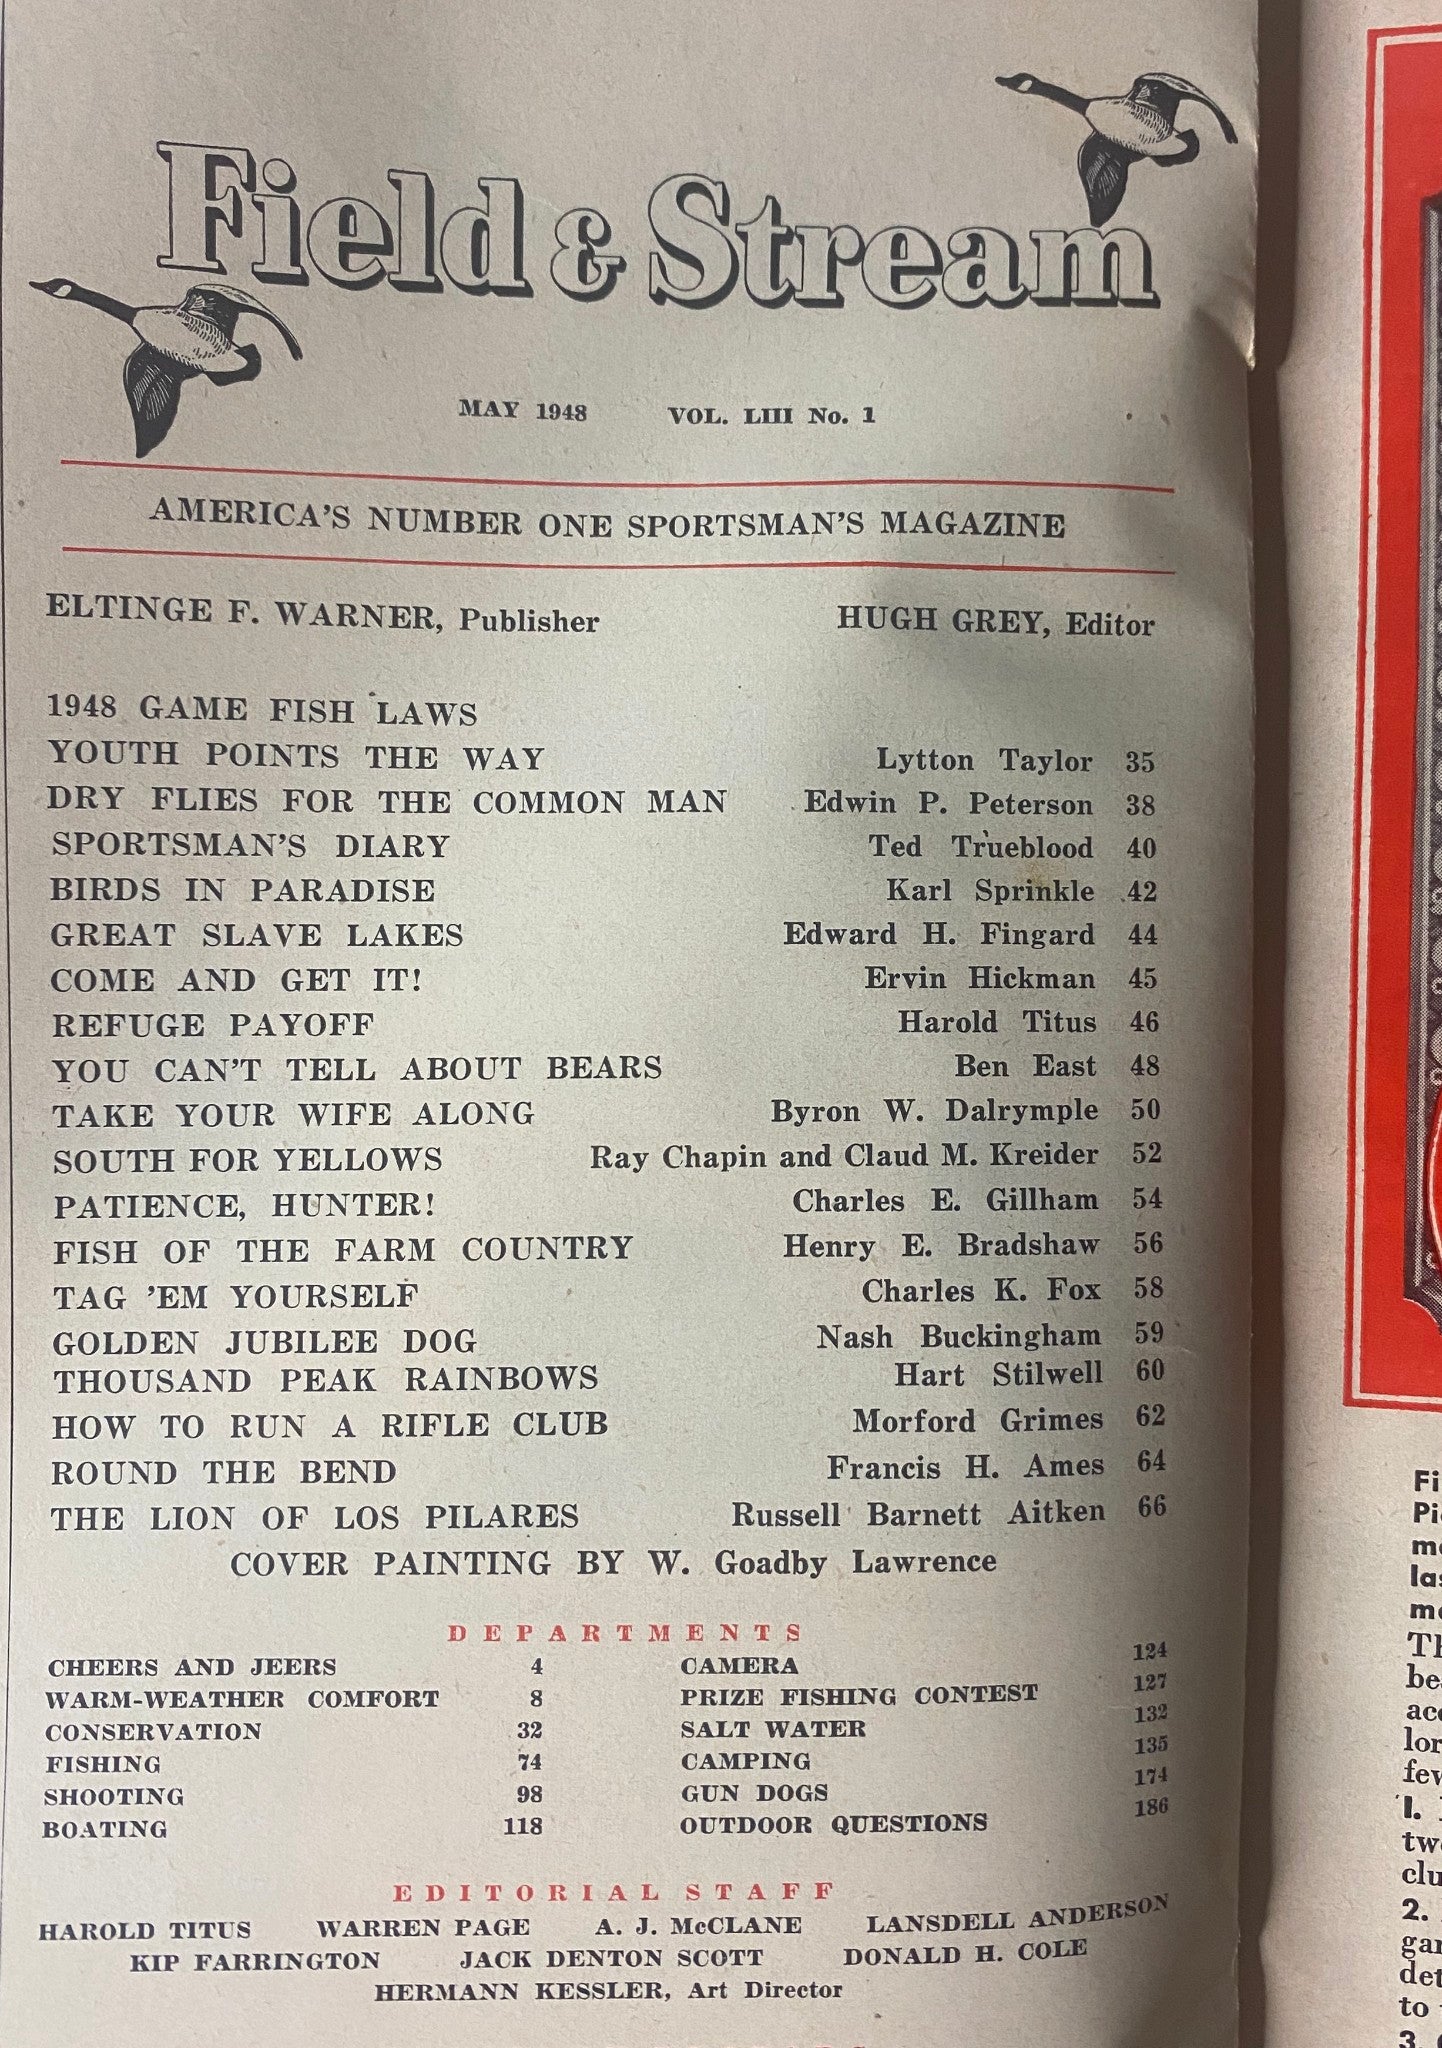 Field & Stream
MAY 1948 VOL. LIII No. 1
AMERICA'S NUMBER ONE SPORTSMAN'S MAGAZINE
ELTINGE F. WARNER, Publisher HUGH GREY, Editor
1948 GAME FISH LAWS
YOUTH POINTS THE WAY Lytton Taylor 35
DRY FLIES FOR THE COMMON MAN Edwin P. Peterson 38
SPORTSMAN'S DIARY Ted Trueblood 40
BIRDS IN PARADISE Karl Sprinkle 42
GREAT SLAVE LAKES Edward H. Fingard 44
COME AND GET IT! Ervin Hickman 45
REFUGE PAYOFF Harold Titus 46
YOU CAN'T TELL ABOUT BEARS Ben East 48
TAKE YOUR WIFE ALONG Byron W. Dalrymple 50
SOUTH FOR YELLOWS Ray Chapin and Claud M. Kreider 52
PATIENCE, HUNTER! Charles E. Gillham 54
FISH OF THE FARM COUNTRY Henry E. Bradshaw 56
TAG 'EM YOURSELF Charles K. Fox 58
GOLDEN JUBILEE DOG Nash Buckingham 59
THOUSAND PEAK RAINBOWS Hart Stilwell 60
HOW TO RUN A RIFLE CLUB Morford Grimes 62
ROUND THE BEND Francis H. Ames 64
THE LION OF LOS PILARES Russell Barnett Aitken 66
COVER PAINTING BY W. Goadby Lawrence
DEPARTMENTS
CHEERS AND JEERS 4
WARM-WEATHER COMFORT 8
CONSERVATION 32
FISHING 74
SHOOTING 98
BOATING 118
CAMERA 124
PRIZE FISHING CONTEST 127
SALT WATER 132
CAMPING 135
GUN DOGS 174
OUTDOOR QUESTIONS 186
EDITORIAL STAFF
HAROLD TITUS WARREN PAGE A. J. McCLANE LANSDELL ANDERSON
KIP FARRINGTON JACK DENTON SCOTT DONALD H. COLE
HERMANN KESSLER, Art Director
1.
two
2.
det
to
3.